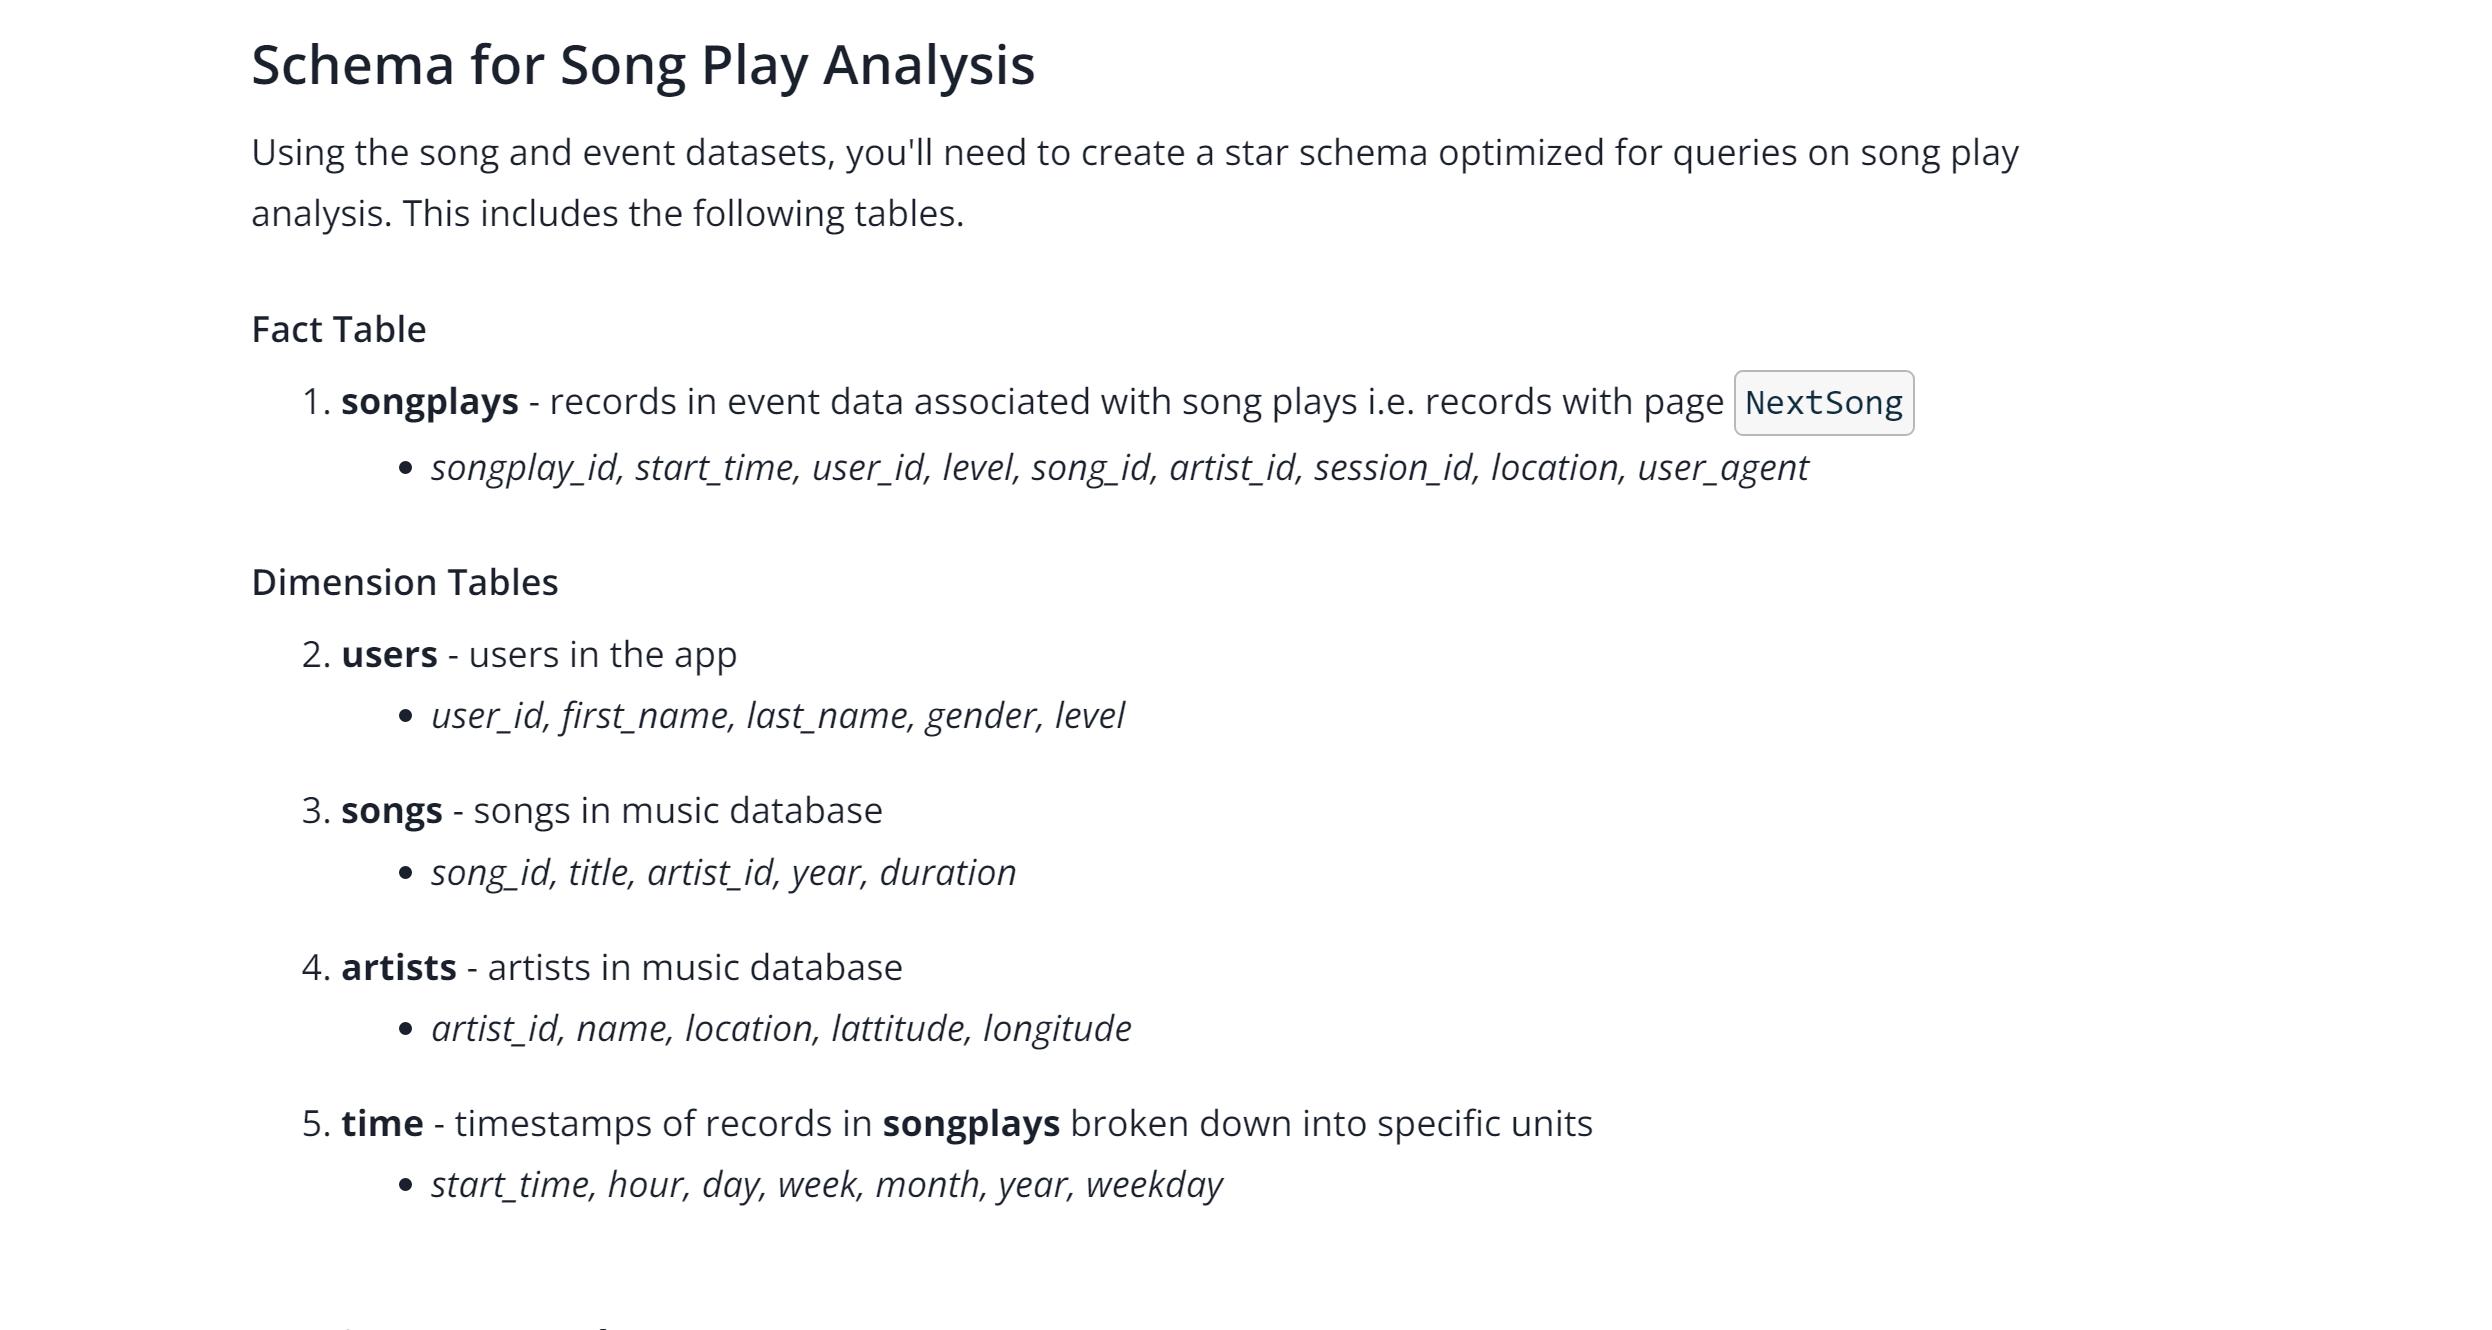 Schema for Song Play Analysis
Using the song and event datasets, you'll need to create a star schema optimized for queries on song play
analysis. This includes the following tables.
Fact Table
1. songplays - records in event data associated with song plays i.e. records with page NextSong
• songplay_id, start_time, user_id, level, song_id, artist_id, session_id, location, user_agent
Dimension Tables
2. users - users in the app
• user_id, first_name, last_name, gender, level
3. songs - songs in music database
• song_id, title, artist_id, year, duration
4. artists - artists in music database
• artist_id, name, location, lattitude, longitude
5. time - timestamps of records in songplays broken down into specific units
• start_time, hour, day, week, month, year, weekday